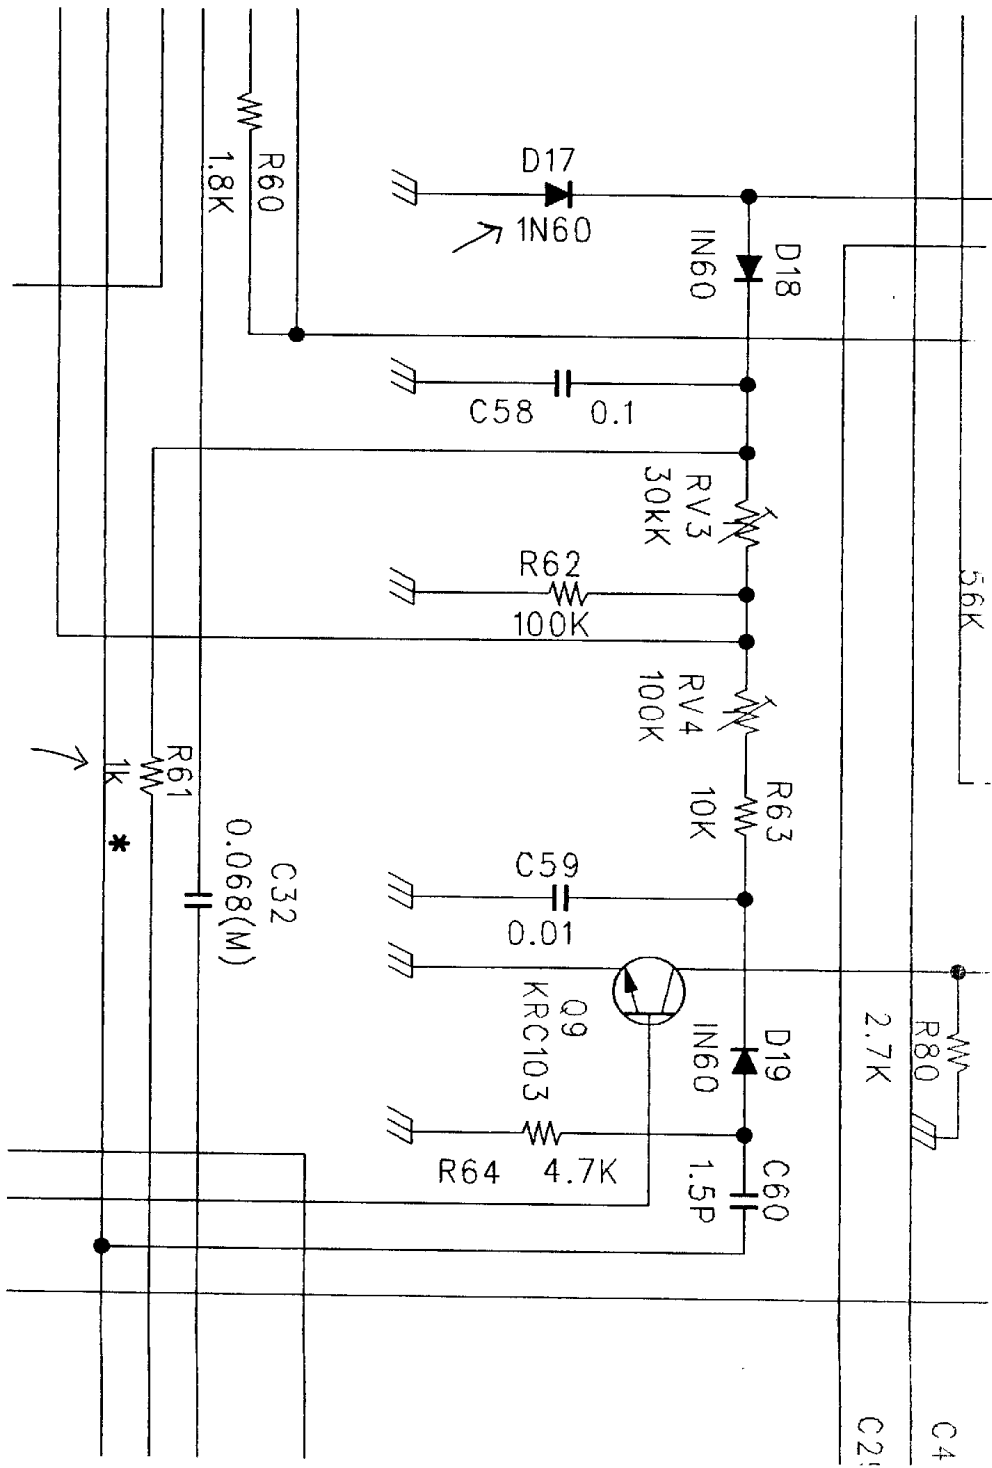 R60
1.8K
D17
1N60
D18
IN60
C58
0.1
RV3
30kK
R62
100K
56K
RV4
100K
R61
1k
*
R63
10K
C59
0.01
C32
0.068(M)
Q9
KRC103
D19
IN60
R80
2.7K
R64
4.7K
C60
1.5P
C4